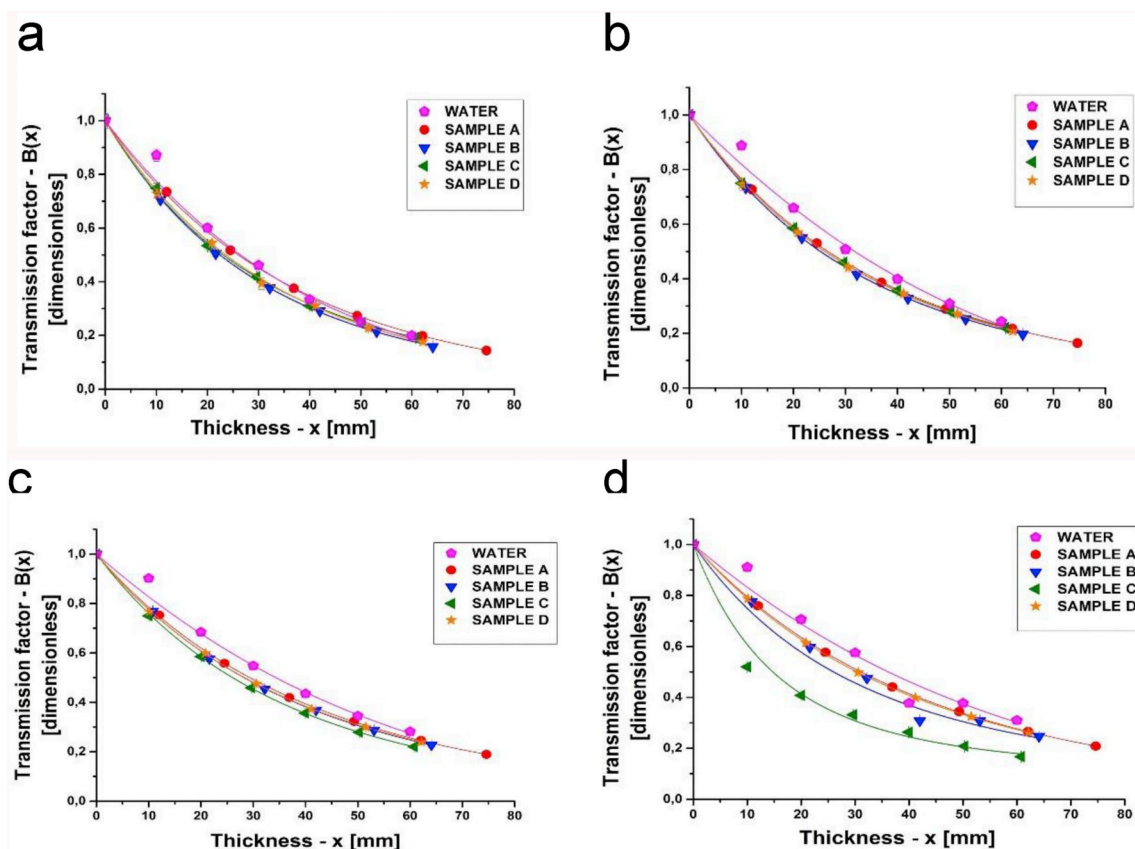 a
Transmission factor - B(x)
[dimensionless]
1,0
0,8
0,6
0,4
0,2
0,0
0 10 20 30 40 50 60 70 80
Thickness - x [mm]
WATER
SAMPLE A
SAMPLE B
SAMPLE C
SAMPLE D
b
Transmission factor - B(x)
[dimensionless]
1,0
0,8
0,6
0,4
0,2
0,0
0 10 20 30 40 50 60 70 80
Thickness - x [mm]
WATER
SAMPLE A
SAMPLE B
SAMPLE C
SAMPLE D
c
Transmission factor - B(x)
[dimensionless]
1,0
0,8
0,6
0,4
0,2
0,0
0 10 20 30 40 50 60 70 80
Thickness - x [mm]
WATER
SAMPLE A
SAMPLE B
SAMPLE C
SAMPLE D
d
Transmission factor - B(x)
[dimensionless]
1,0
0,8
0,6
0,4
0,2
0,0
0 10 20 30 40 50 60 70 80
Thickness - x [mm]
WATER
SAMPLE A
SAMPLE B
SAMPLE C
SAMPLE D